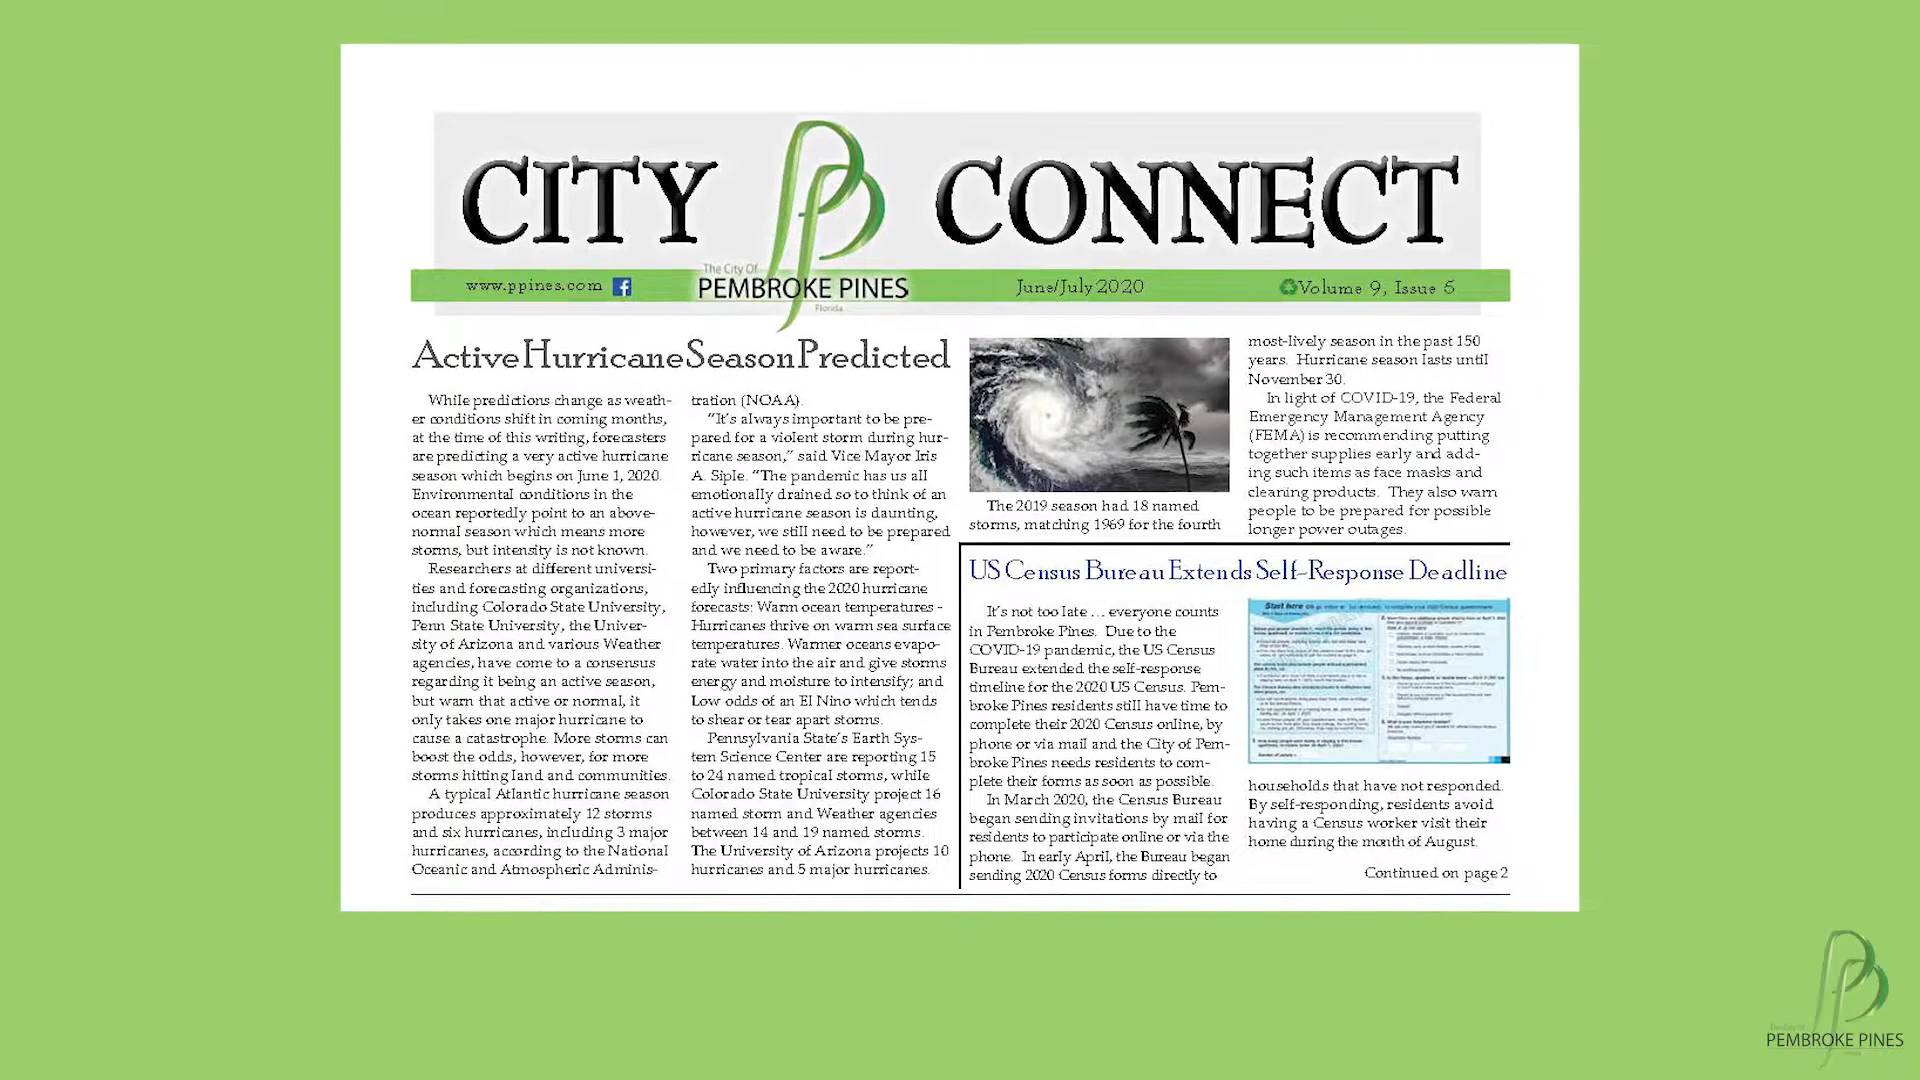 CITY CONNECT
The City Of
www.ppines.com
PEMBROKE PINES
June/July 2020
Volume 9, Issue 5
Florida
Active Hurricane Season Predicted
While predictions change as weath-
er conditions shift in coming months,
at the time of this writing, forecasters
are predicting a very active hurricane
season which begins on June 1, 2020.
Environmental conditions in the
ocean reportedly point to an above-
normal season which means more
storms, but intensity is not known.
Researchers at different universi-
ties and forecasting organizations,
including Colorado State University,
Penn State University, the Univer-
sity of Arizona and various Weather
agencies, have come to a consensus
regarding it being an active season,
but warn that active or normal, it
only takes one major hurricane to
cause a catastrophe. More storms can
boost the odds, however, for more
storms hitting land and communities.
A typical Atlantic hurricane season
produces approximately 12 storms
and six hurricanes, including 3 major
hurricanes, according to the National
Oceanic and Atmospheric Adminis-
tration (NOAA).
"It's always important to be pre-
pared for a violent storm during hur-
ricane season," said Vice Mayor Iris
A. Siple. "The pandemic has us all
emotionally drained so to think of an
active hurricane season is daunting,
however, we still need to be prepared
and we need to be aware."
Two primary factors are report-
edly influencing the 2020 hurricane
forecasts: Warm ocean temperatures -
Hurricanes thrive on warm sea surface
temperatures. Warmer oceans evapo-
rate water into the air and give storms
energy and moisture to intensify; and
Low odds of an El Nino which tends
to shear or tear apart storms.
Pennsylvania State's Earth Sys-
tem Science Center are reporting 15
to 24 named tropical storms, while
Colorado State University project 16
named storm and Weather agencies
between 14 and 19 named storms.
The University of Arizona projects 10
hurricanes and 5 major hurricanes.
The 2019 season had 18 named
storms, matching 1969 for the fourth
most-lively season in the past 150
years. Hurricane season lasts until
November 30.
In light of COVID-19, the Federal
Emergency Management Agency
(FEMA) is recommending putting
together supplies early and add-
ing such items as face masks and
cleaning products. They also warn
people to be prepared for possible
longer power outages.
US Census Bureau Extends Self-Response Deadline
It's not too late ... everyone counts
in Pembroke Pines. Due to the
COVID-19 pandemic, the US Census
Bureau extended the self-response
timeline for the 2020 US Census. Pem-
broke Pines residents still have time to
complete their 2020 Census online, by
phone or via mail and the City of Pem-
broke Pines needs residents to com-
plete their forms as soon as possible.
In March 2020, the Census Bureau
began sending invitations by mail for
residents to participate online or via the
phone. In early April, the Bureau began
sending 2020 Census forms directly to
Start here
households that have not responded.
By self-responding, residents avoid
having a Census worker visit their
home during the month of August.
Continued on page 2
PEMBROKE PINES